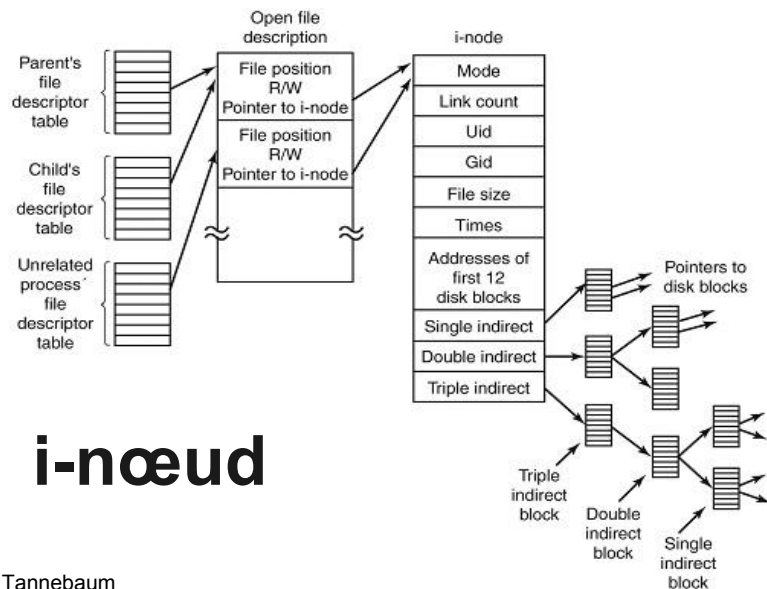 Open file
description
i-node
Parent's
file
descriptor
table
File position
R/W
Pointer to i-node
File position
R/W
Pointer to i-node
Child's
file
descriptor
table
Unrelated
process´
file
descriptor
table
Mode
Link count
Uid
Gid
File size
Times
Addresses of
first 12
disk blocks
Single indirect
Double indirect
Triple indirect
Pointers to
disk blocks
Triple
indirect
block
Double
indirect
block
Single
indirect
block
i-nœud
Tannebaum